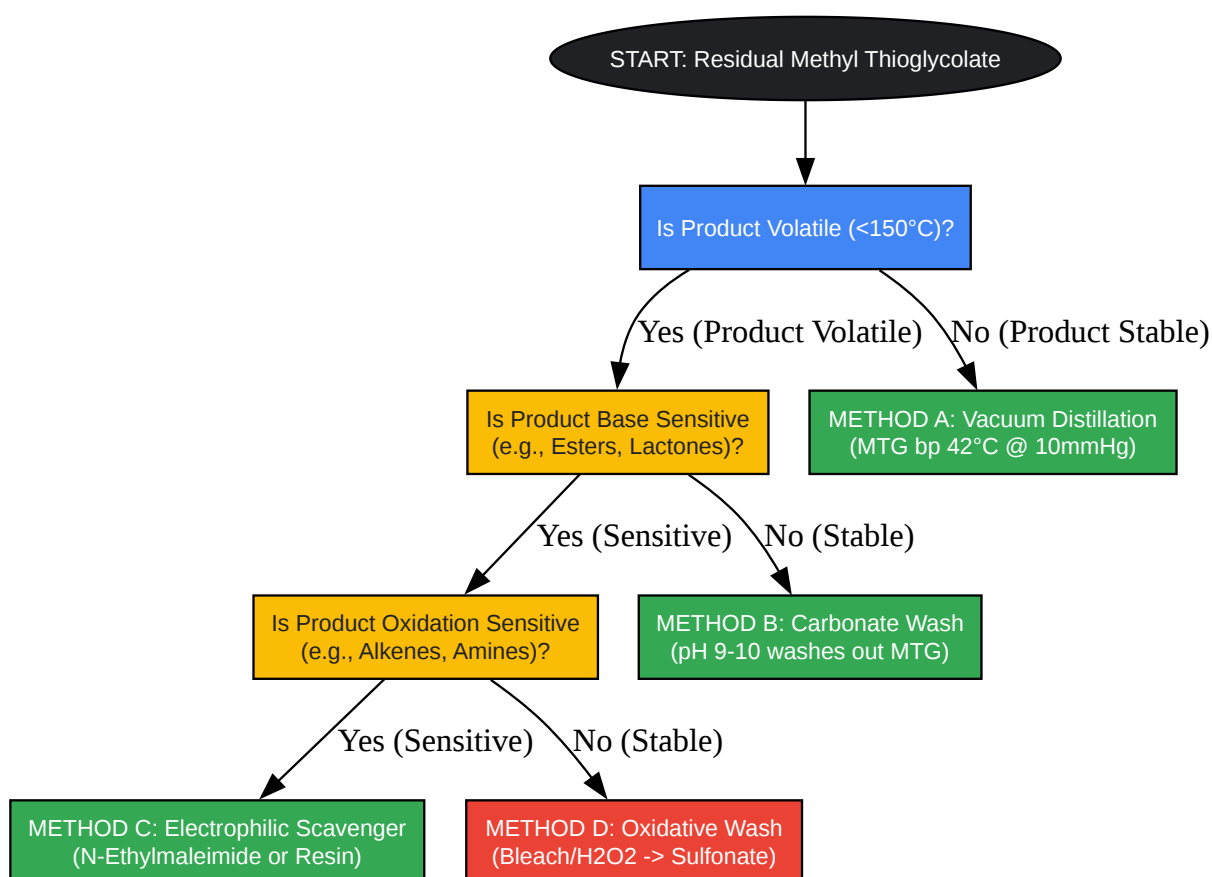 START: Residual Methyl Thioglycolate
Is Product Volatile (<150°C)?
Yes (Product Volatile)
No (Product Stable)
Is Product Base Sensitive
(e.g., Esters, Lactones)?
METHOD A: Vacuum Distillation
(MTG bp 42°C @ 10mmHg)
Yes (Sensitive)
No (Stable)
Is Product Oxidation Sensitive
(e.g., Alkenes, Amines)?
METHOD B: Carbonate Wash
(pH 9-10 washes out MTG)
Yes (Sensitive)
No (Stable)
METHOD C: Electrophilic Scavenger
(N-Ethylmaleimide or Resin)
METHOD D: Oxidative Wash
(Bleach/H2O2 -> Sulfonate)